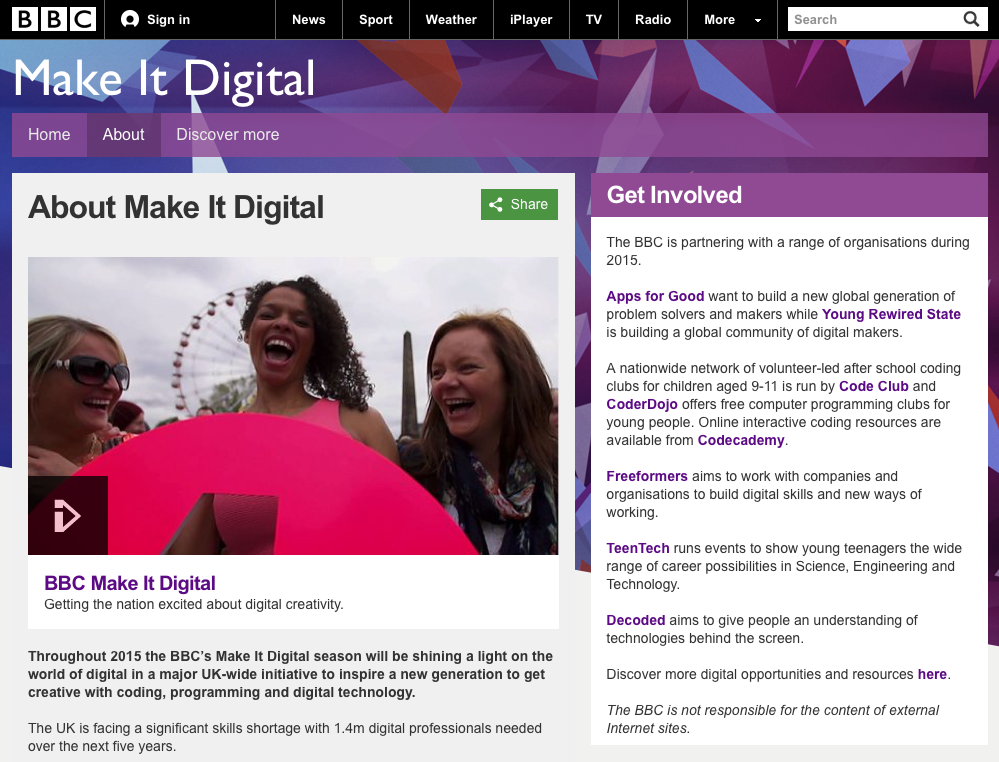 BBC
Sign in
News
Sport
Weather
iPlayer
TV
Radio
More
Search
Make It Digital
Home
About
Discover more
About Make It Digital
Share
BBC Make It Digital
Getting the nation excited about digital creativity.
Throughout 2015 the BBC's Make It Digital season will be shining a light on the
world of digital in a major UK-wide initiative to inspire a new generation to get
creative with coding, programming and digital technology.
The UK is facing a significant skills shortage with 1.4m digital professionals needed
over the next five years.
Get Involved
The BBC is partnering with a range of organisations during
2015.
Apps for Good want to build a new global generation of
problem solvers and makers while Young Rewired State
is building a global community of digital makers.
A nationwide network of volunteer-led after school coding
clubs for children aged 9-11 is run by Code Club and
CoderDojo offers free computer programming clubs for
young people. Online interactive coding resources are
available from Codecademy.
Freeformers aims to work with companies and
organisations to build digital skills and new ways of
working.
TeenTech runs events to show young teenagers the wide
range of career possibilities in Science, Engineering and
Technology.
Decoded aims to give people an understanding of
technologies behind the screen.
Discover more digital opportunities and resources here.
The BBC is not responsible for the content of external
Internet sites.